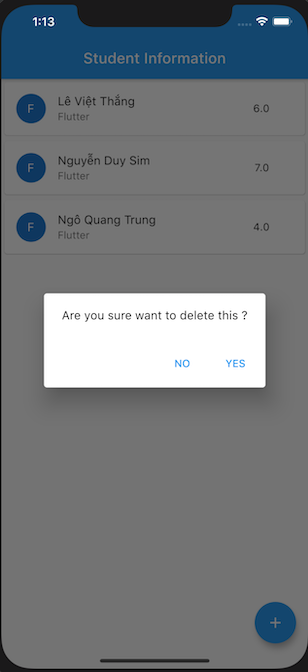 1:13
Student Information
F
Lê Việt Thắng
Flutter
6.0
F
Nguyễn Duy Sim
Flutter
7.0
F
Ngô Quang Trung
Flutter
4.0
Are you sure want to delete this ?
NO YES
+